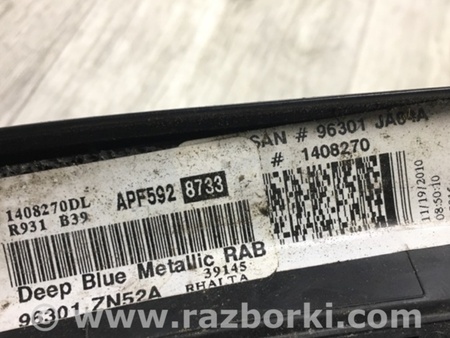 1408270DL
R931 B39
APF592 8733
Deep Blue Metallic RAB
39145
96301 ZN52A
RHALTA
SAN # 96301 JA64A
# 1408270
11/19/2010
08:50:10
www.razborki.com